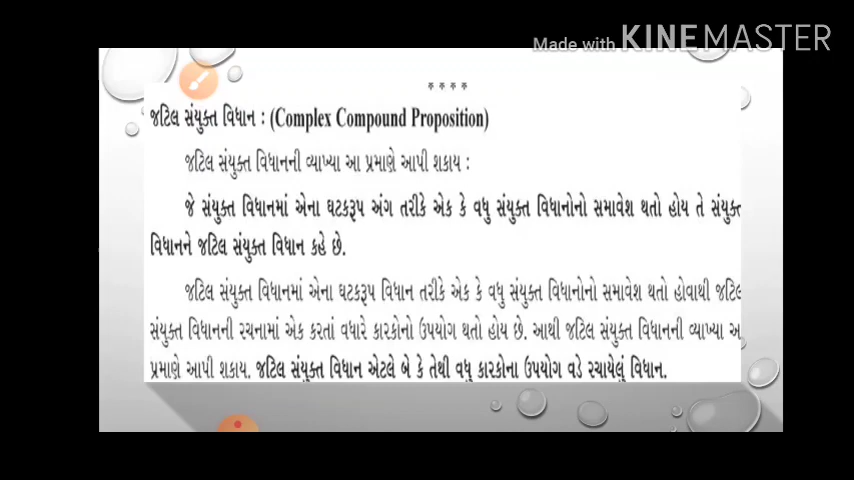 Made with KINEMASTER
****
જટિલ સંયુક્ત વિધાન : (Complex Compound Proposition)
જટિલ સંયુક્ત વિધાનની વ્યાખ્યા આ પ્રમાણે આપી શકાય :
જે સંયુક્ત વિધાનમાં એના ઘટકરૂપ અંગ તરીકે એક કે વધુ સંયુક્ત વિધાનોનો સમાવેશ થતો હોય તે સંયુક્ત
વિધાનને જટિલ સંયુક્ત વિધાન કહે છે.
જટિલ સંયુક્ત વિધાનમાં એના ઘટકરૂપ વિધાન તરીકે એક કે વધુ સંયુક્ત વિધાનોનો સમાવેશ થતો હોવાથી જટિલ
સંયુક્ત વિધાનની રચનામાં એક કરતાં વધારે કારકોનો ઉપયોગ થતો હોય છે. આથી જટિલ સંયુક્ત વિધાનની વ્યાખ્યા આ
પ્રમાણે આપી શકાય. જટિલ સંયુક્ત વિધાન એટલે બે કે તેથી વધુ કારકોના ઉપયોગ વડે રચાયેલું વિધાન.